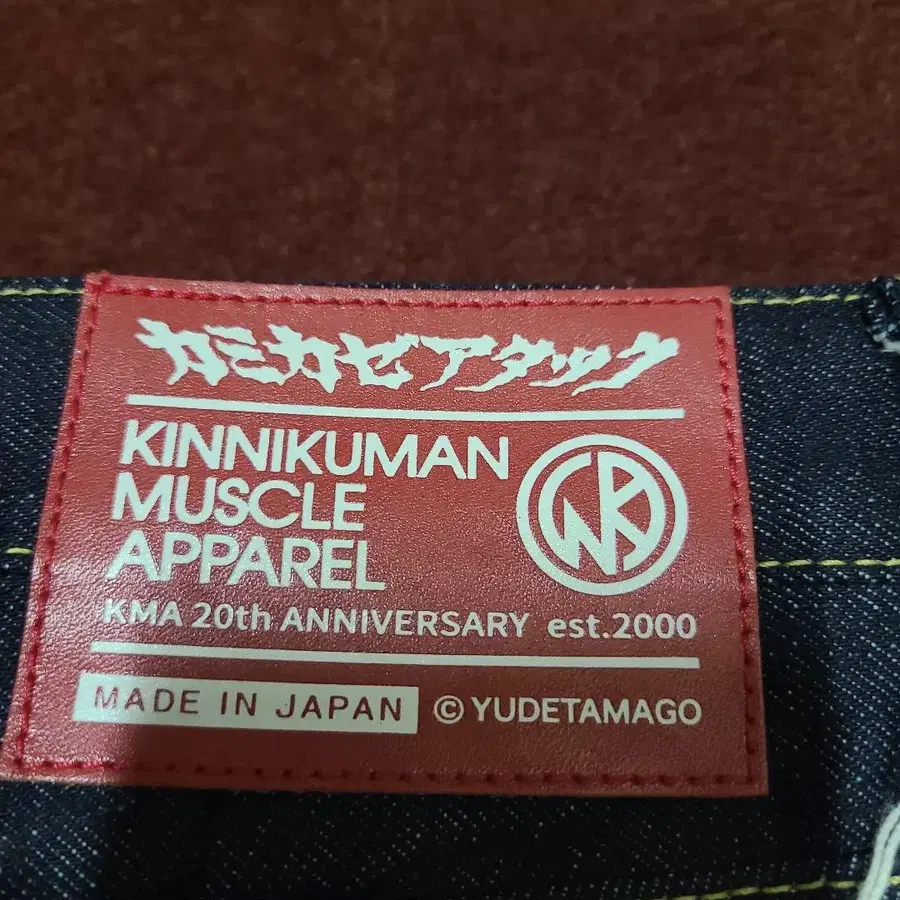 カミカゼアタック
KINNIKUMAN
MUSCLE
APPAREL
KMA 20th ANNIVERSARY est.2000
MADE IN JAPAN © YUDETAMAGO